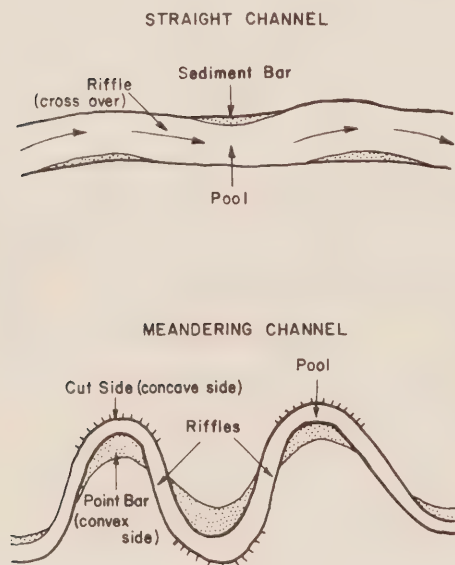 STRAIGHT CHANNEL
Riffle
(cross over)
Sediment Bar
Pool
MEANDERING CHANNEL
Pool
Cut Side (concave side)
Riffles
Point Bar
(convex
side)